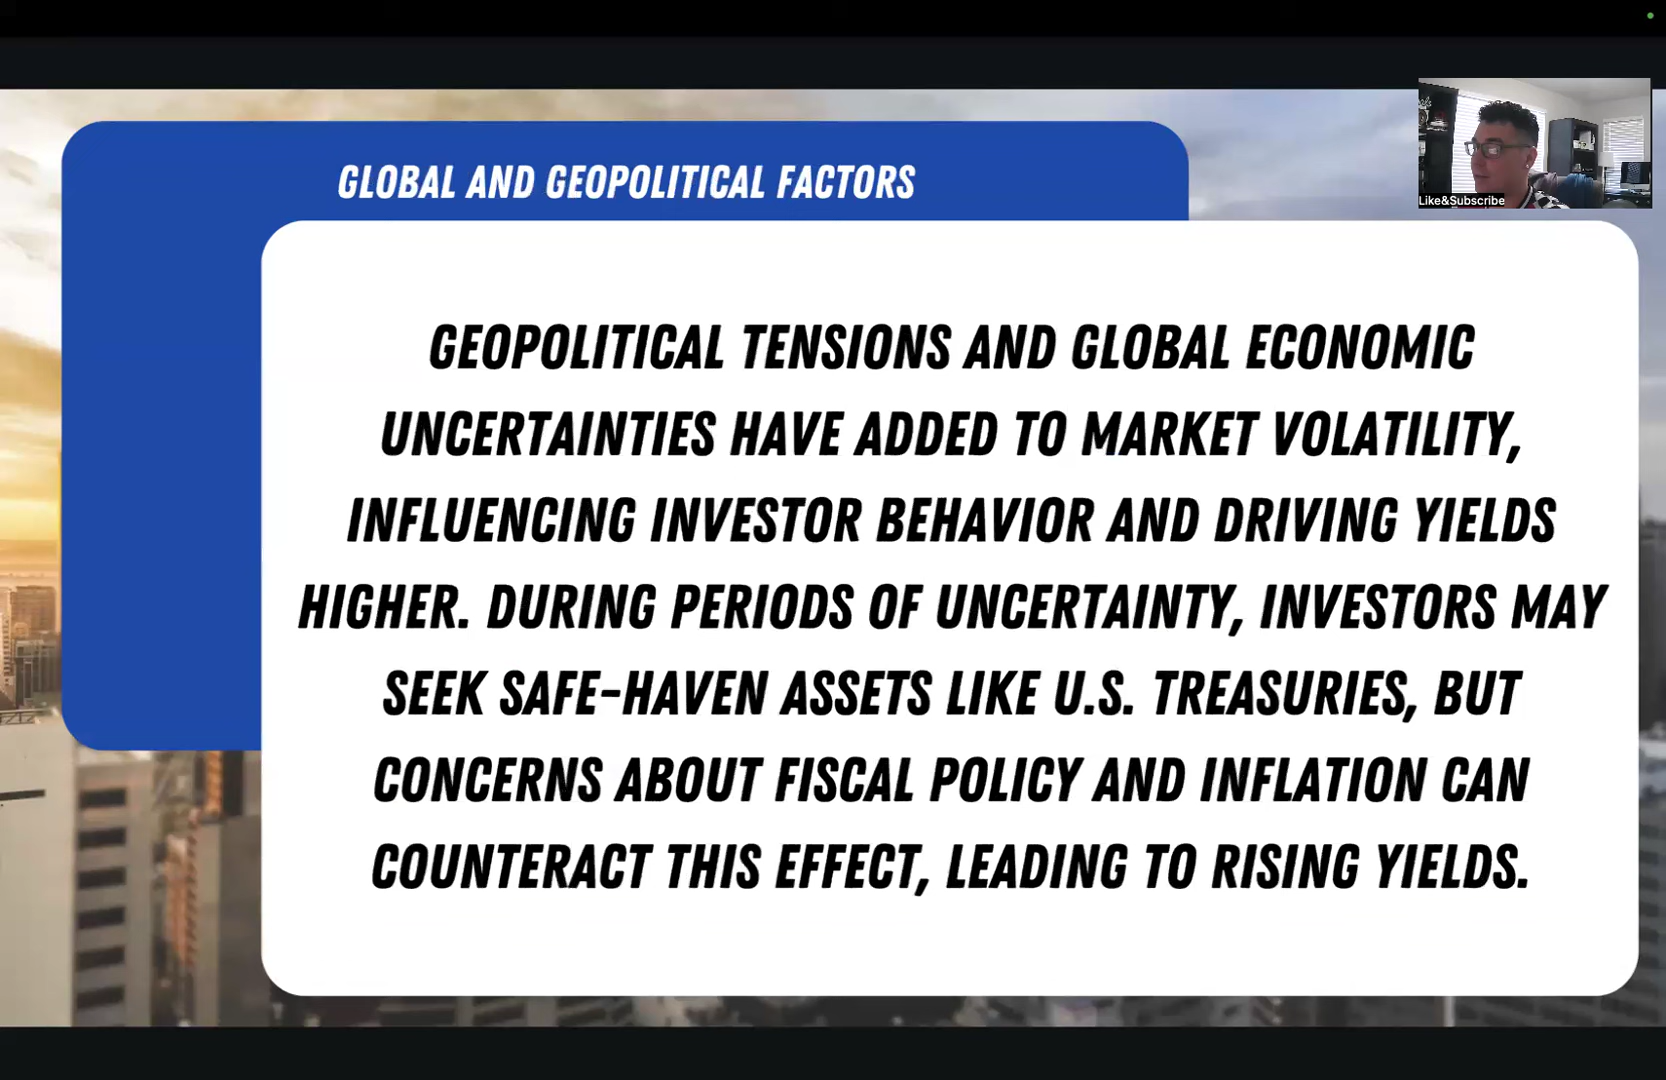 GLOBAL AND GEOPOLITICAL FACTORS
Like&Subscribe
GEOPOLITICAL TENSIONS AND GLOBAL ECONOMIC
UNCERTAINTIES HAVE ADDED TO MARKET VOLATILITY,
INFLUENCING INVESTOR BEHAVIOR AND DRIVING YIELDS
HIGHER. DURING PERIODS OF UNCERTAINTY, INVESTORS MAY
SEEK SAFE-HAVEN ASSETS LIKE U.S. TREASURIES, BUT
CONCERNS ABOUT FISCAL POLICY AND INFLATION CAN
COUNTERACT THIS EFFECT, LEADING TO RISING YIELDS.